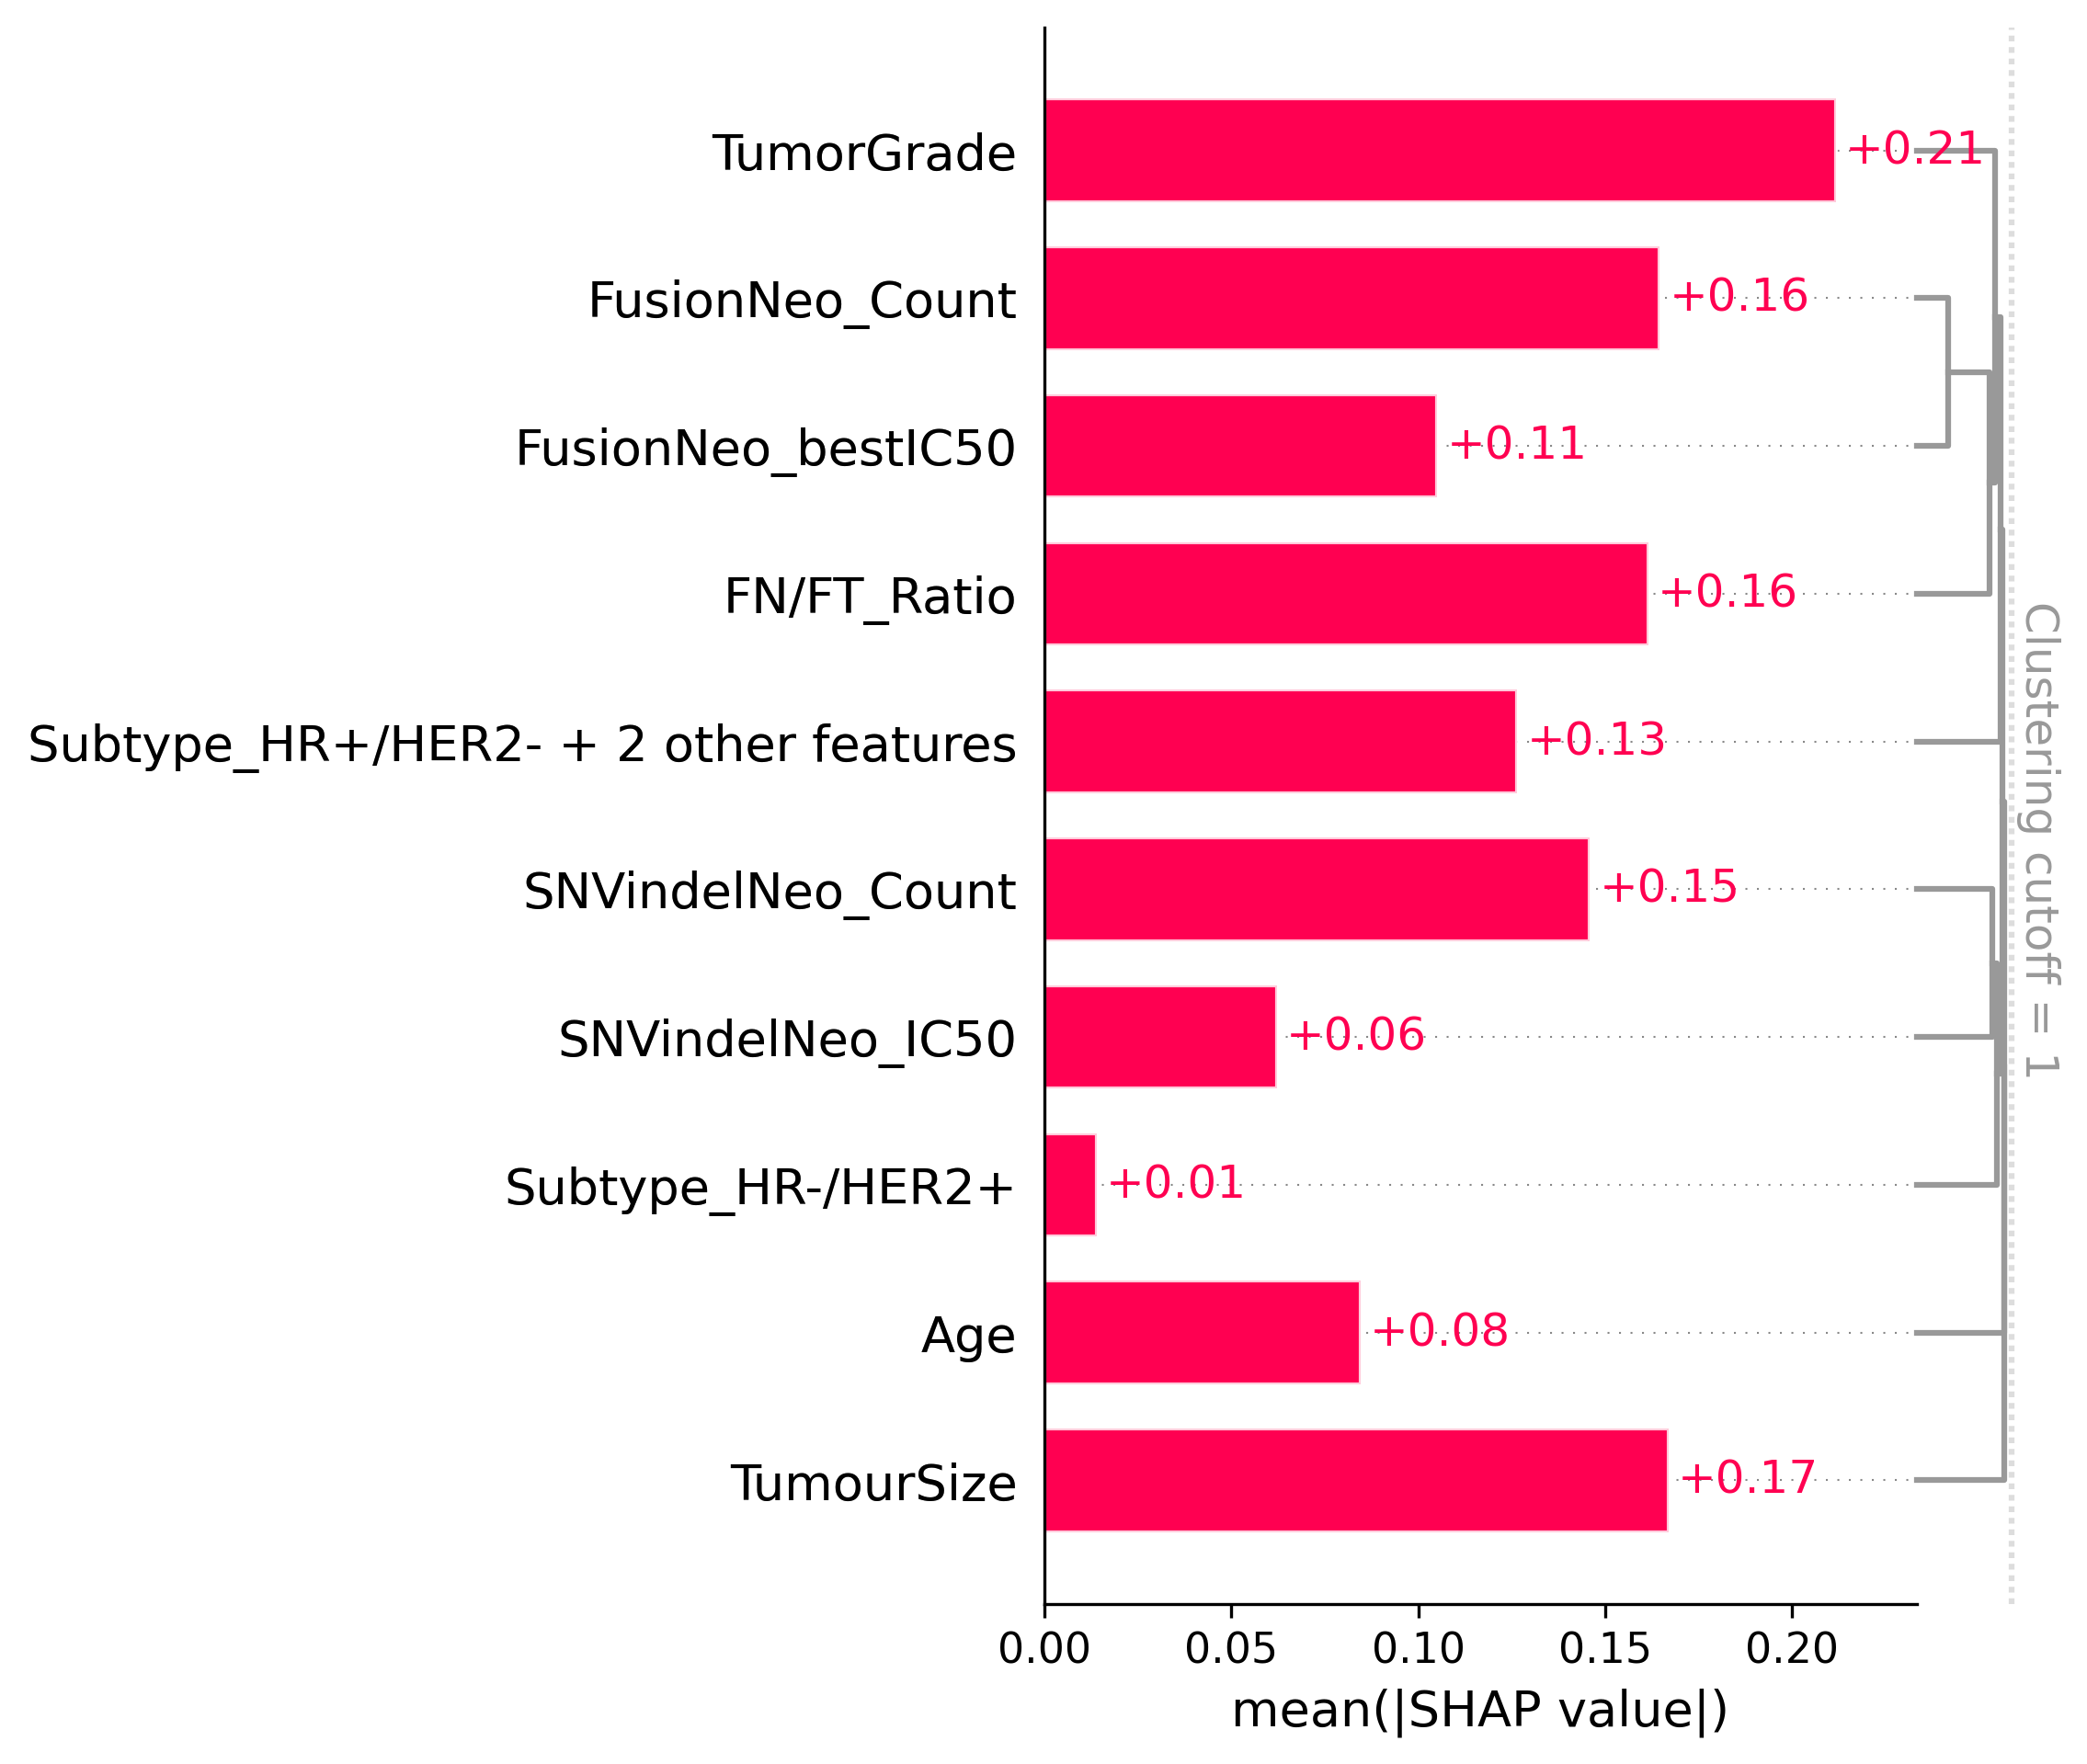 TumorGrade +0.21
FusionNeo_Count +0.16
FusionNeo_bestIC50 +0.11
FN/FT_Ratio +0.16
Subtype_HR+/HER2- + 2 other features +0.13
SNVindelNeo_Count +0.15
SNVindelNeo_IC50 +0.06
Subtype_HR-/HER2+ +0.01
Age +0.08
TumourSize +0.17
Clustering cutoff = 1
0.00 0.05 0.10 0.15 0.20
mean(|SHAP value|)